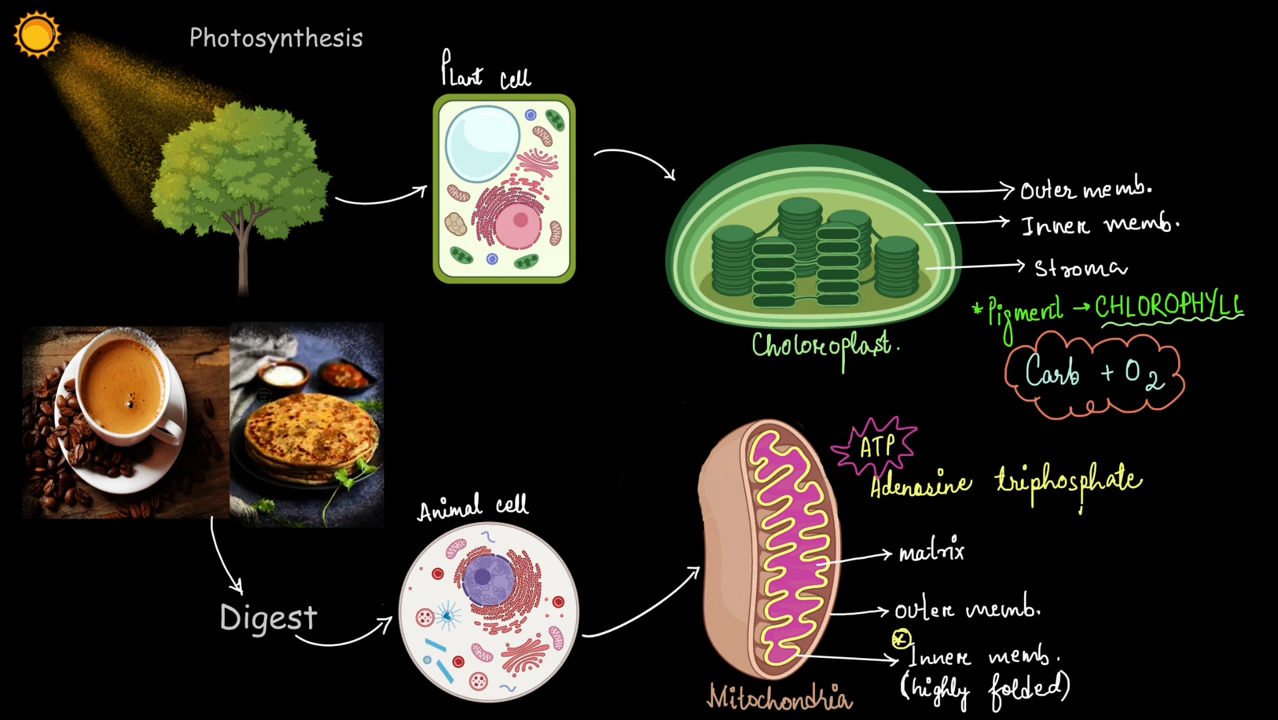 Photosynthesis
Plant cell
Outer memb.
Inner memb.
Stroma
*Pigment → CHLOROPHYLL
Choloroplast.
Carb + O2
ATP
Adenosine triphosphate
Animal cell
matrix
Digest
outer memb.
* Inner memb.
(highly folded)
Mitochondria